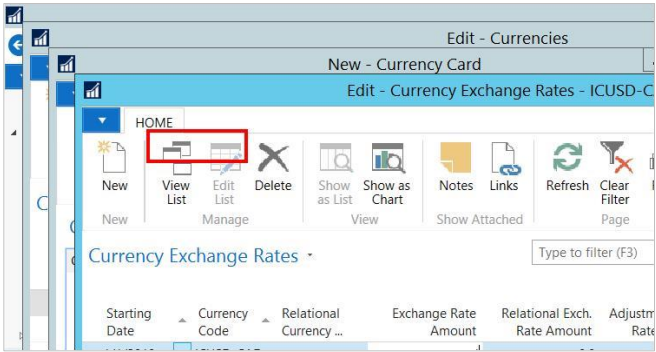 Edit - Currencies
New - Currency Card
Edit - Currency Exchange Rates - ICUSD-C
HOME
New View List Edit List Delete Show as List Show as Chart Notes Links Refresh Clear Filter
New Manage View Show Attached Page
Currency Exchange Rates
Type to filter (F3)
Starting Date Currency Code Relational Currency ... Exchange Rate Amount Relational Exch. Rate Amount Adjustm Rate